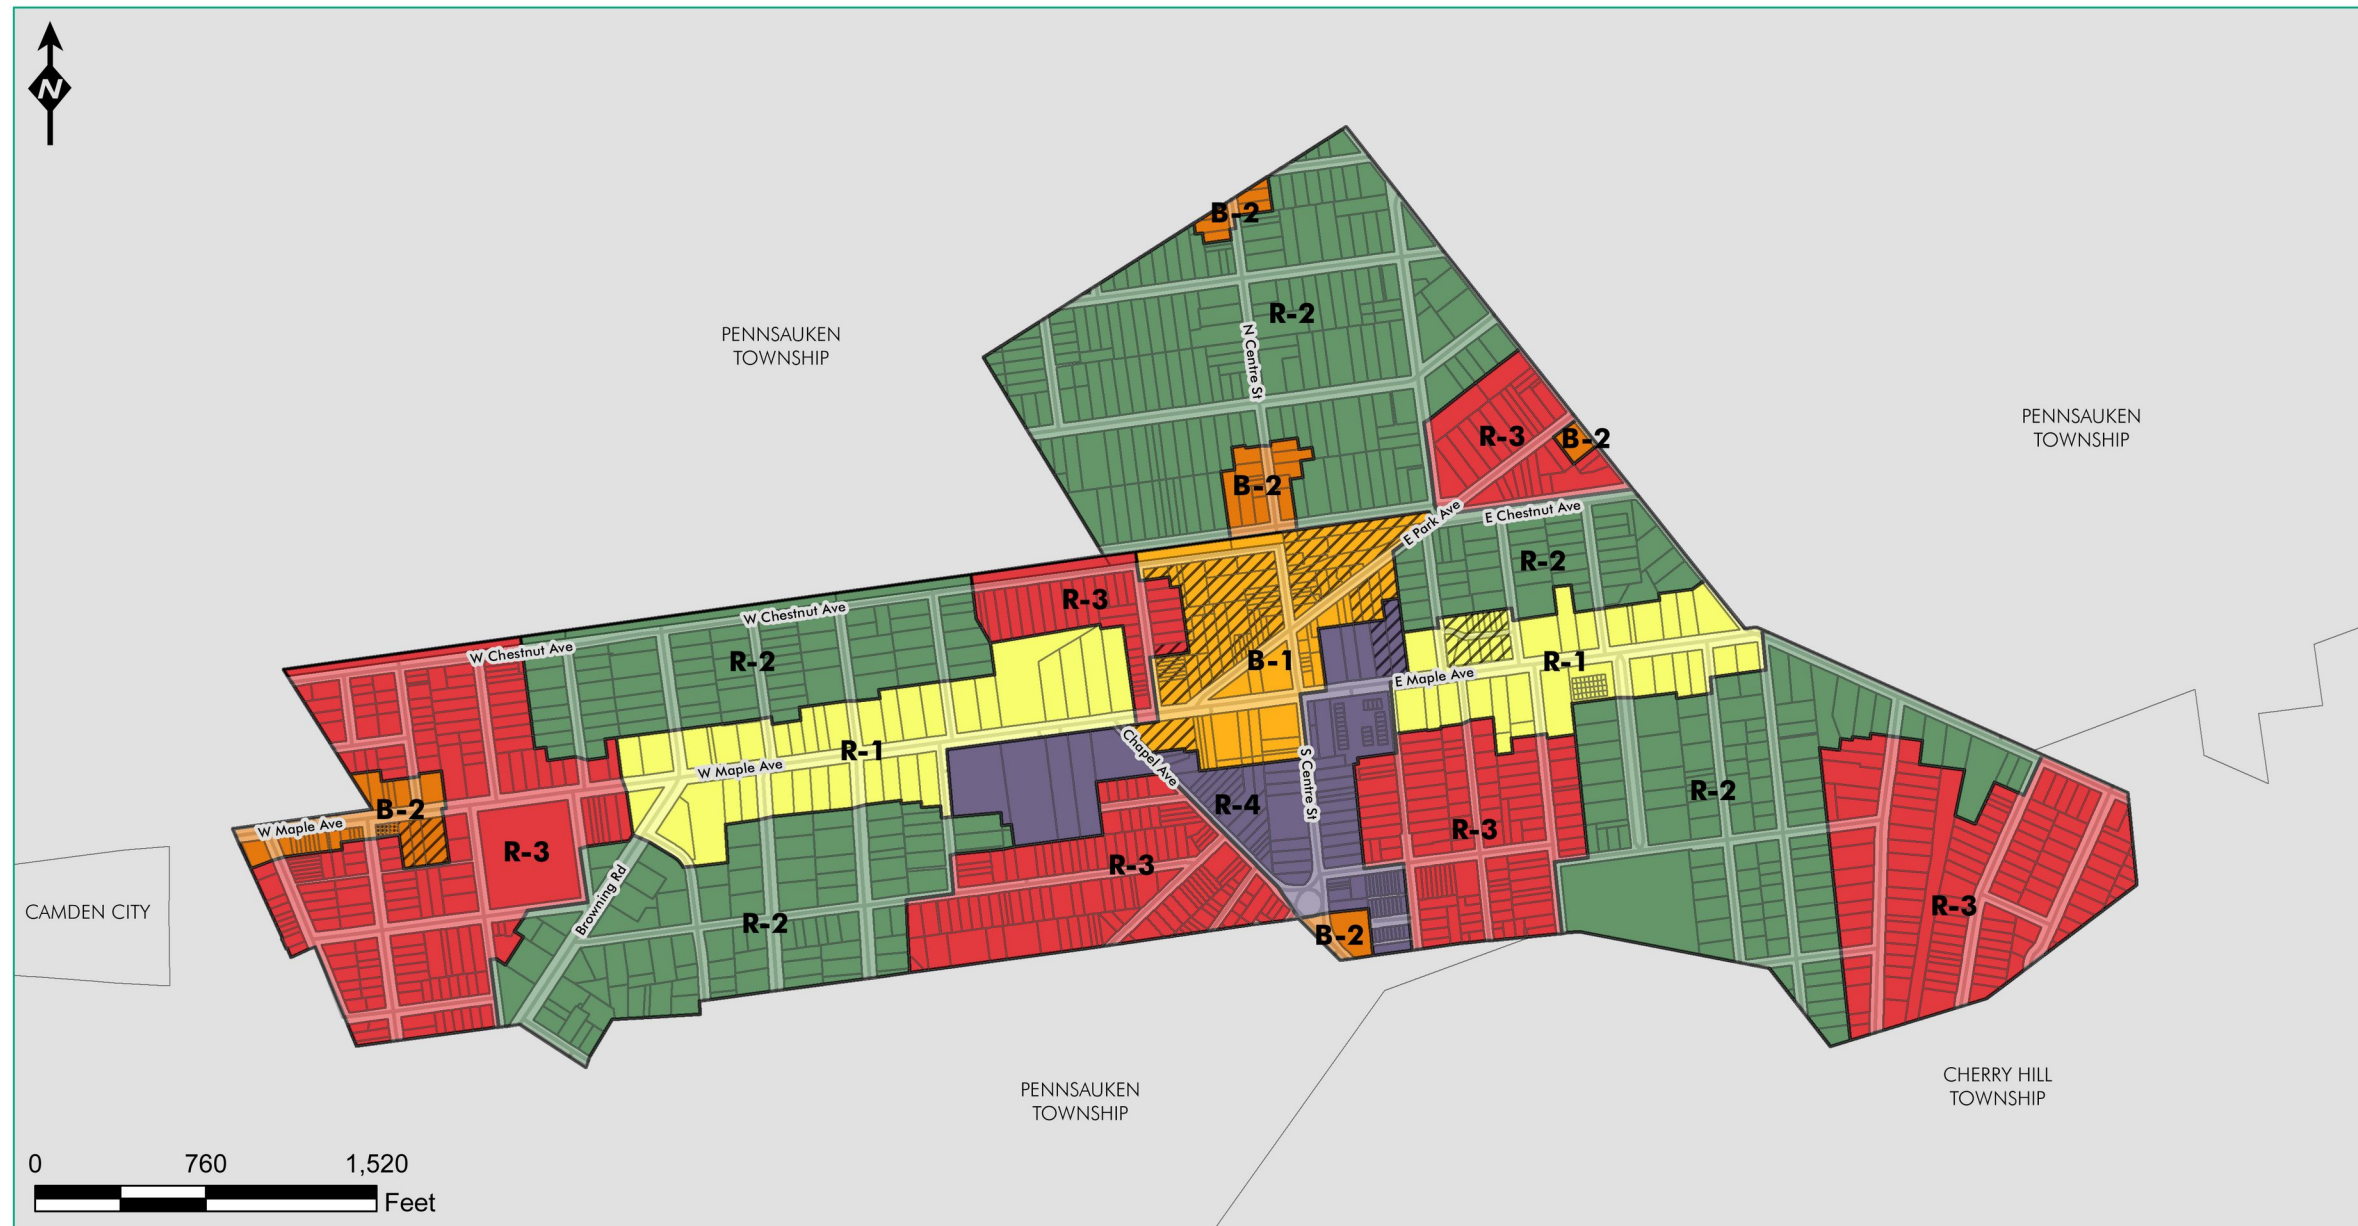 N
B-2
R-2
PENNSAUKEN
TOWNSHIP
N Centre St
PENNSAUKEN
TOWNSHIP
R-3
B-2
B-2
E Chestnut Ave
E Park Ave
R-2
R-3
W Chestnut Ave
W Chestnut Ave
R-2
B-1
R-1
E Maple Ave
R-1
W Maple Ave
Chapel Ave
S Centre St
R-4
R-2
B-2
W Maple Ave
R-3
R-3
R-3
Browning Rd
R-2
R-3
B-2
CAMDEN CITY
PENNSAUKEN
TOWNSHIP
CHERRY HILL
TOWNSHIP
0 760 1,520
Feet